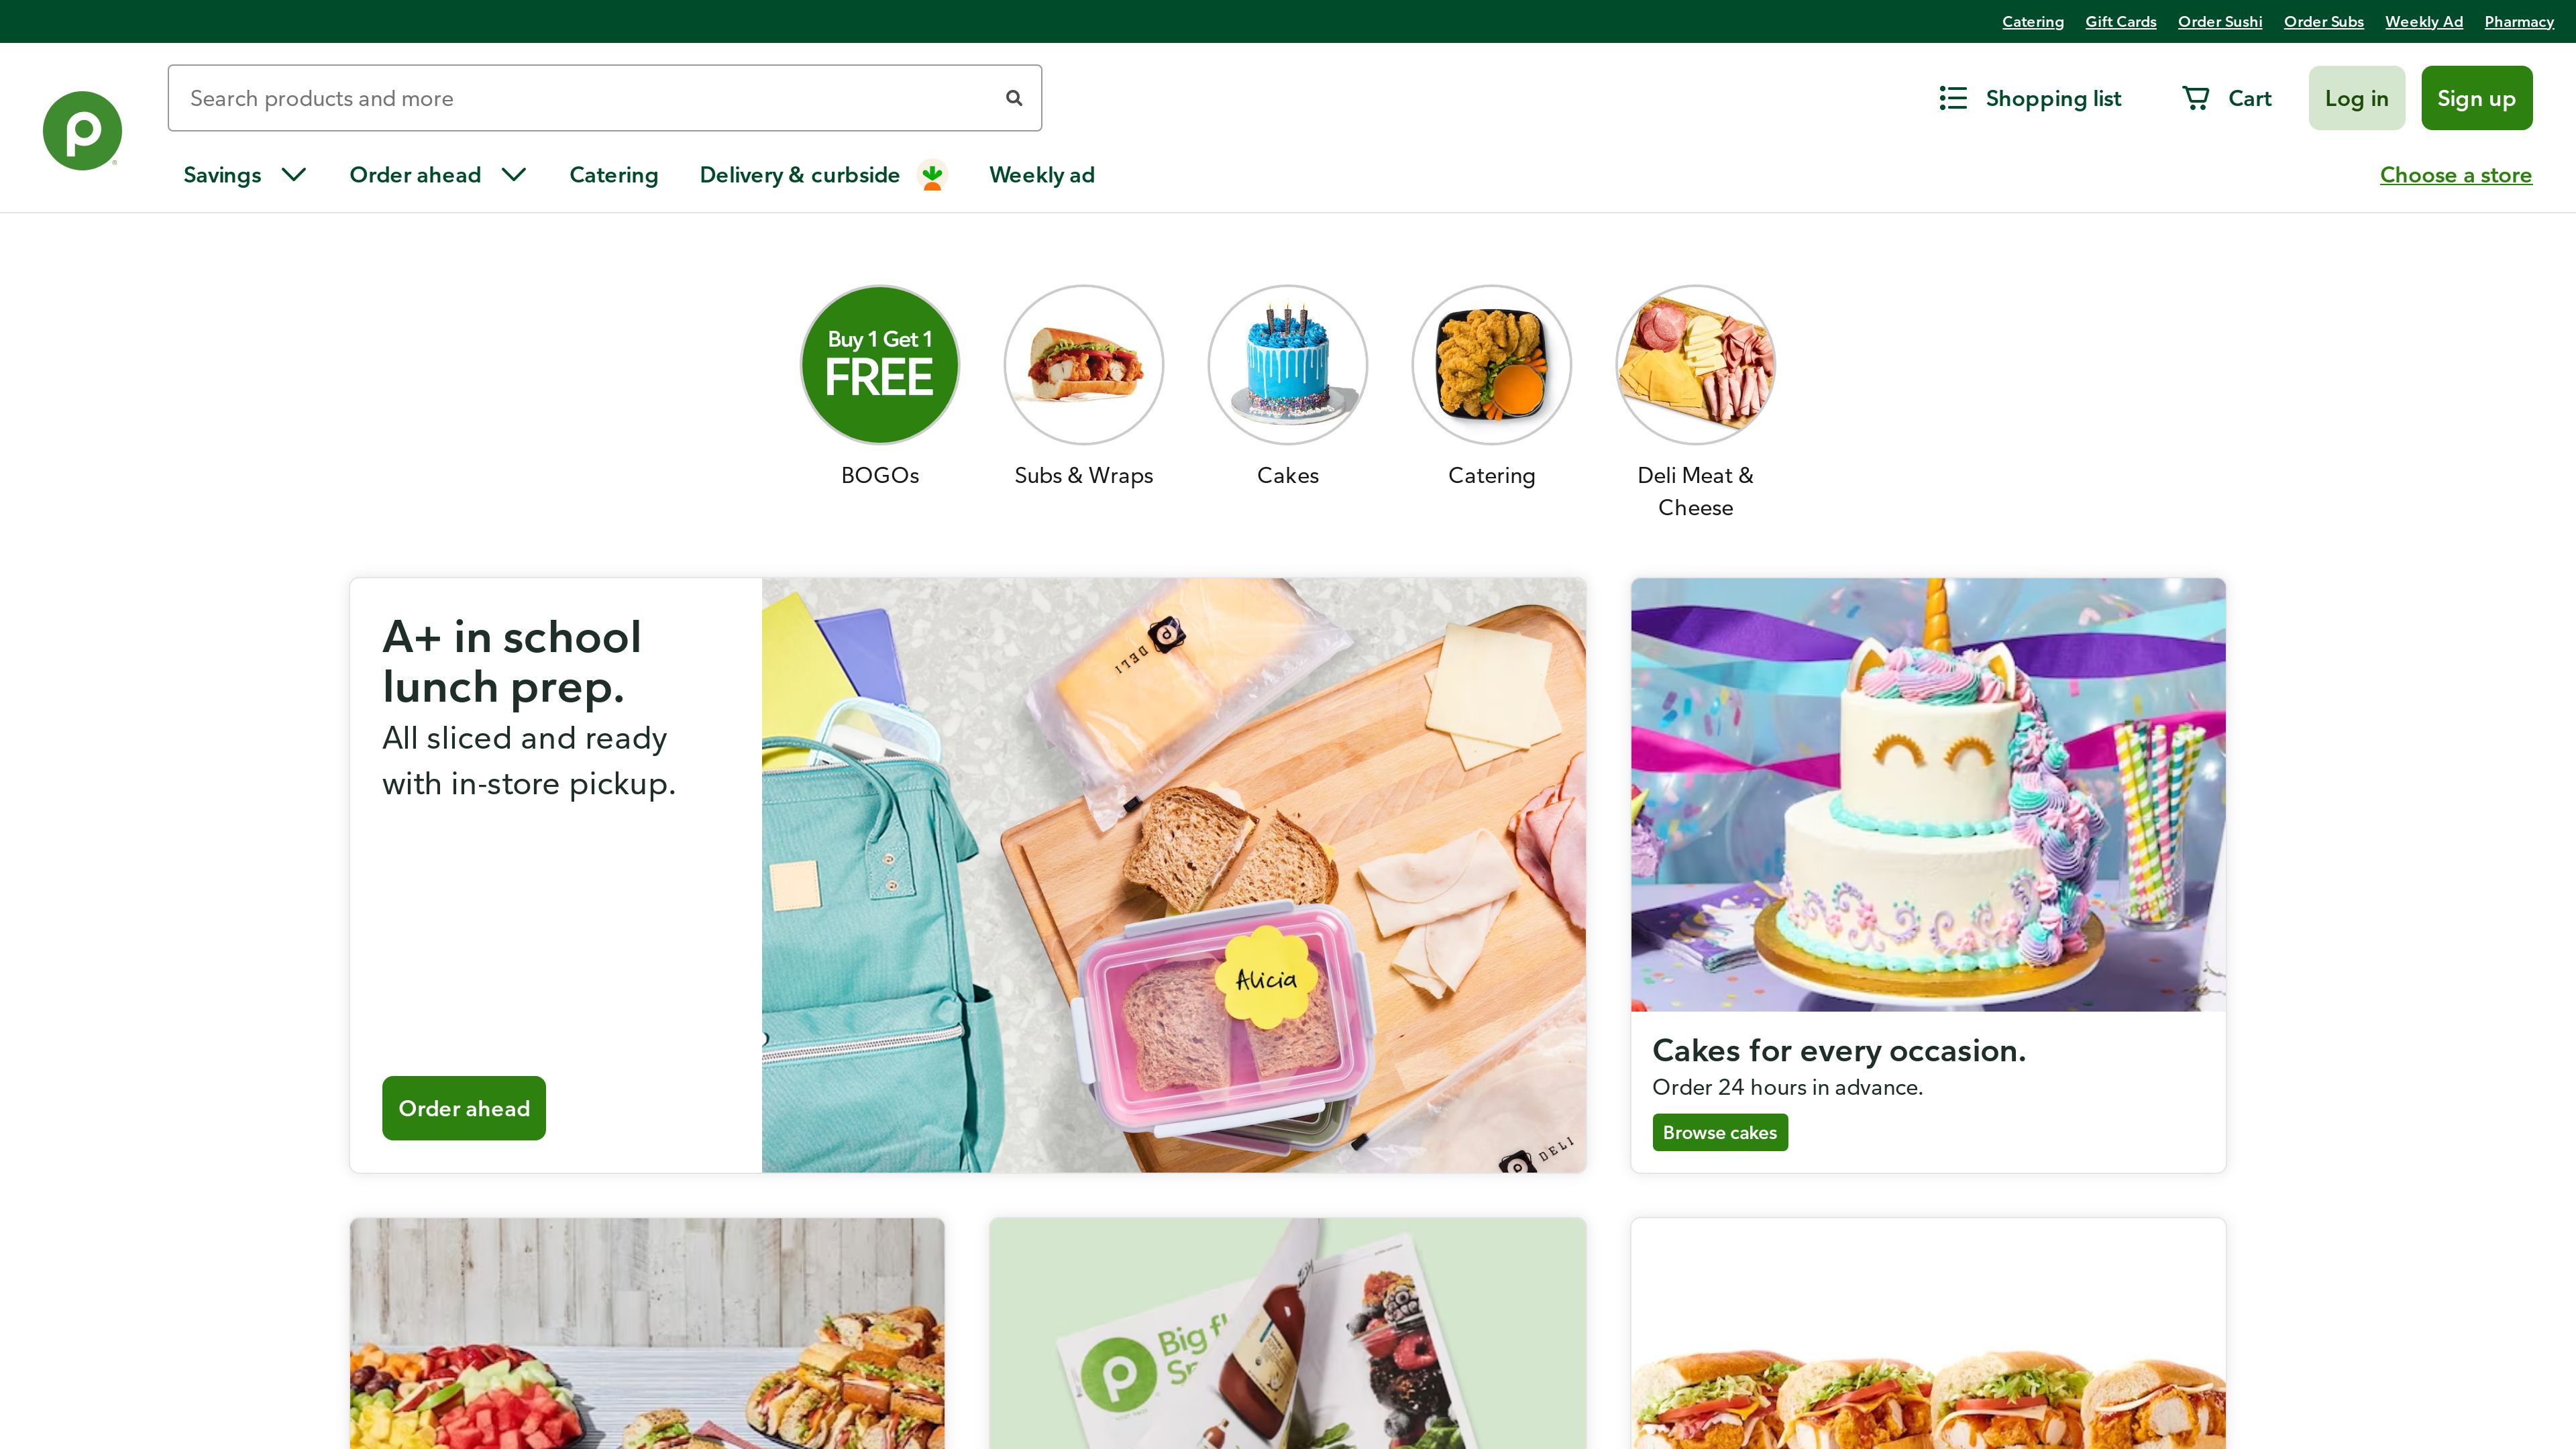 Catering Gift Cards Order Sushi Order Subs Weekly Ad Pharmacy
Search products and more
Shopping list
Cart
Log in
Sign up
Savings
Order ahead
Catering
Delivery & curbside
Weekly ad
Choose a store
Buy 1 Get 1
FREE
BOGOs
Subs & Wraps
Cakes
Catering
Deli Meat &
Cheese
A+ in school
lunch prep.
All sliced and ready
with in-store pickup.
Order ahead
DELI
Alicia
DELI
Cakes for every occasion.
Order 24 hours in advance.
Browse cakes
Big